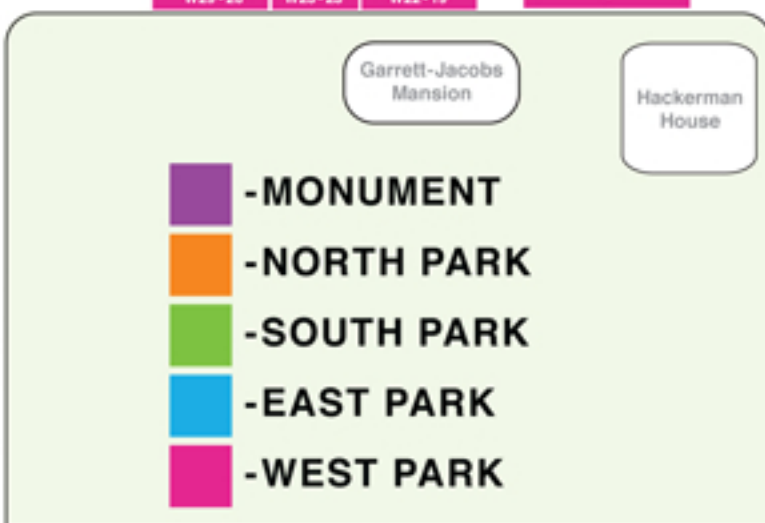 Garrett-Jacobs
Mansion
Hackerman
House
-MONUMENT
-NORTH PARK
-SOUTH PARK
-EAST PARK
-WEST PARK